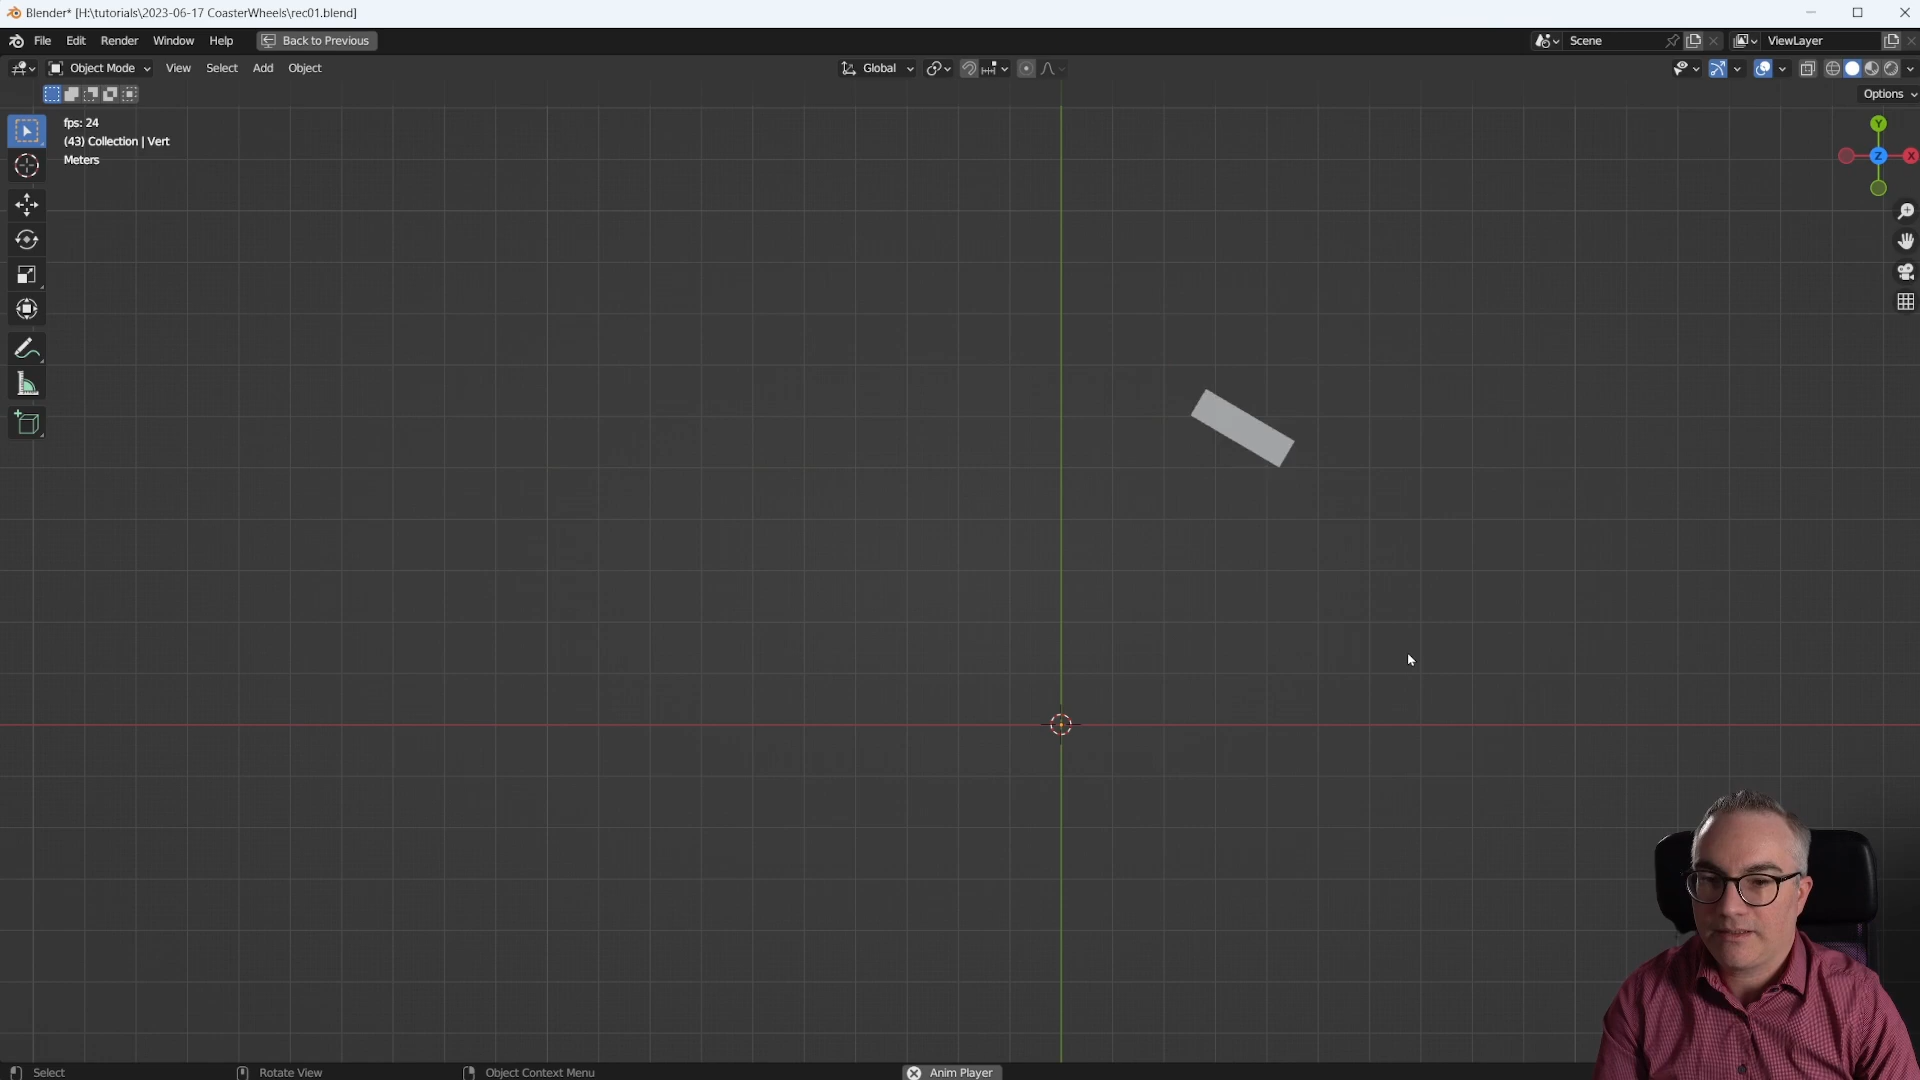 Blender* [H:\tutorials\2023-06-17 CoasterWheels\rec01.blend]
File Edit Render Window Help Back to Previous Scene ViewLayer
Object Mode View Select Add Object Global
Options
fps: 24
(43) Collection | Vert
Meters
Y
Z X
Select Rotate View Object Context Menu Anim Player